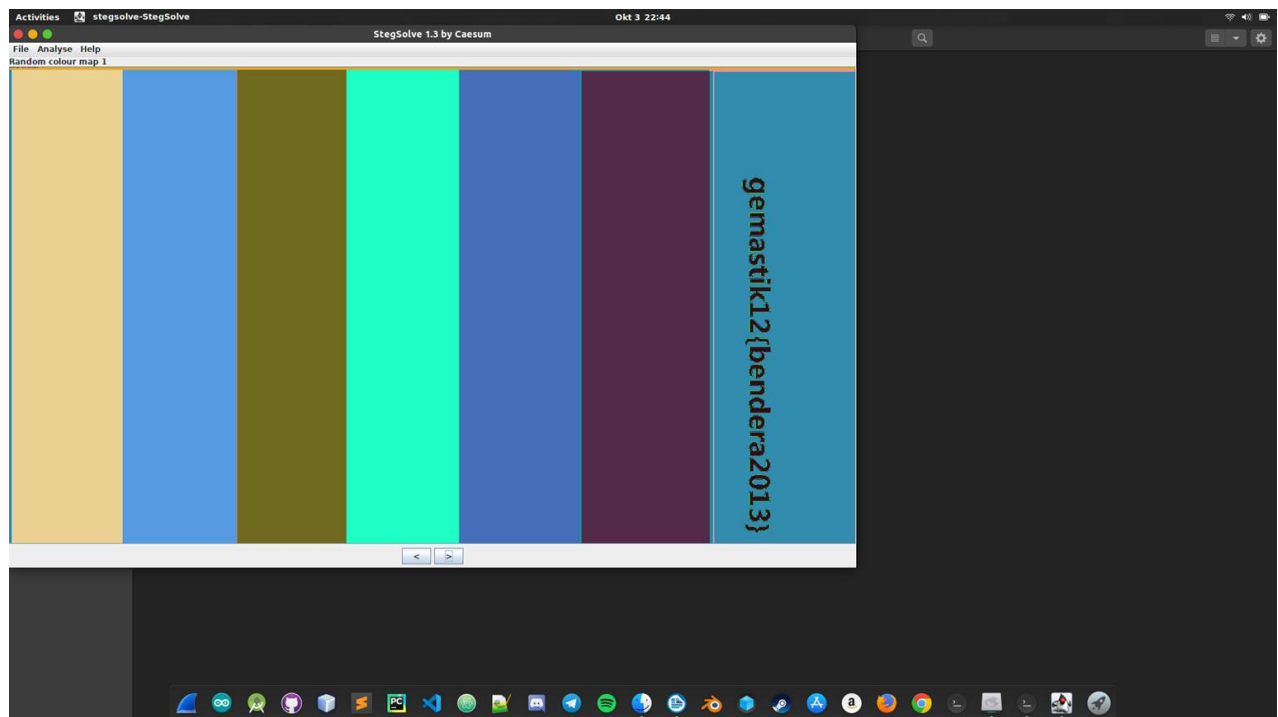 Activities stegsolve-StegSolve Okt 3 22:44
StegSolve 1.3 by Caesum
File Analyse Help
Random colour map 1
gemastik12{bendera2013}
< >
PC
a